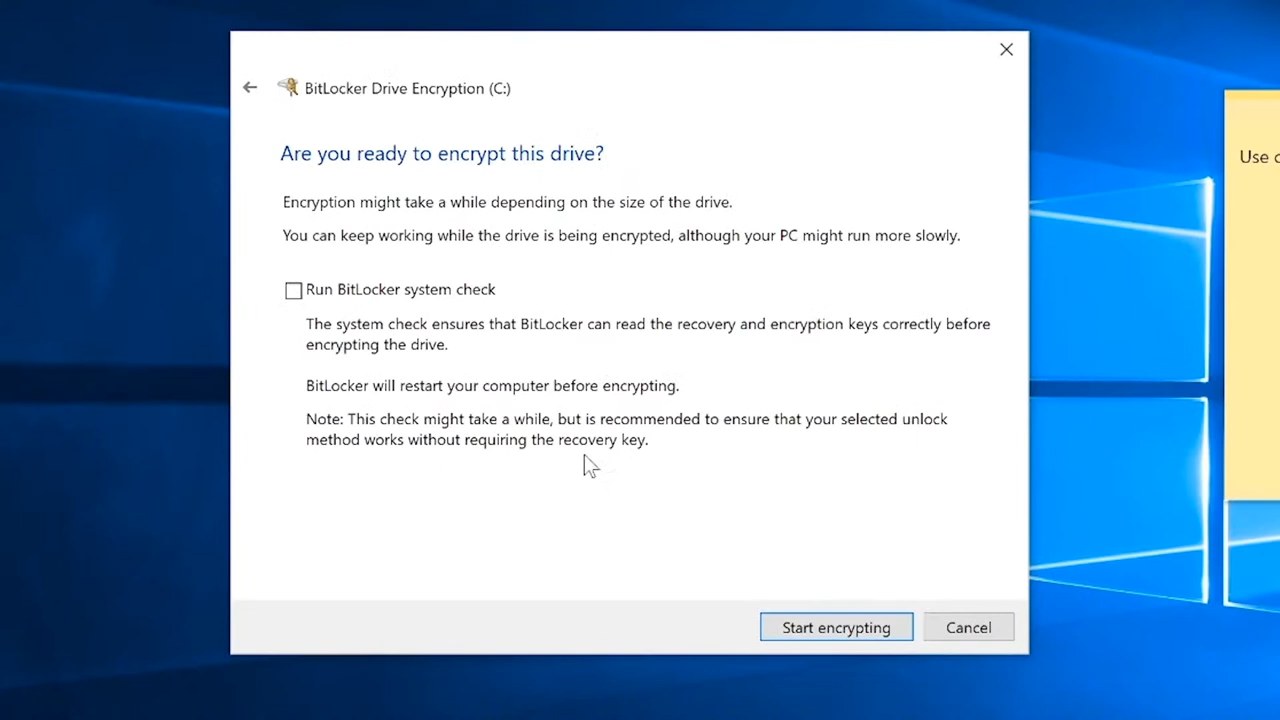 BitLocker Drive Encryption (C:)
Are you ready to encrypt this drive?
Encryption might take a while depending on the size of the drive.
You can keep working while the drive is being encrypted, although your PC might run more slowly.
Run BitLocker system check
The system check ensures that BitLocker can read the recovery and encryption keys correctly before
encrypting the drive.
BitLocker will restart your computer before encrypting.
Note: This check might take a while, but is recommended to ensure that your selected unlock
method works without requiring the recovery key.
Start encrypting
Cancel
Use